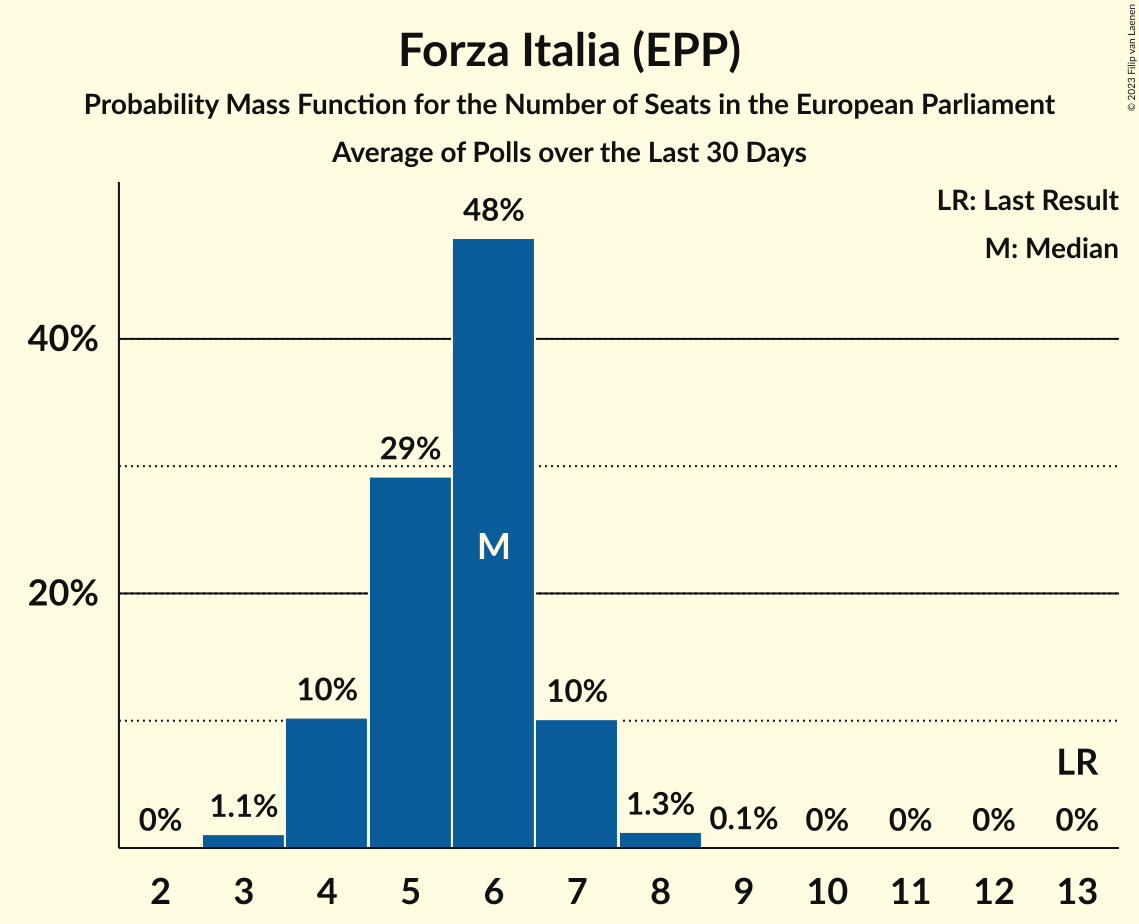 Forza Italia (EPP)
Probability Mass Function for the Number of Seats in the European Parliament
Average of Polls over the Last 30 Days
© 2023 Filip van Laenen
LR: Last Result
M: Median
48%
40%
29%
M
20%
10%
10%
LR
0%
1.1%
1.3%
0.1%
0%
0%
0%
0%
2 3 4 5 6 7 8 9 10 11 12 13